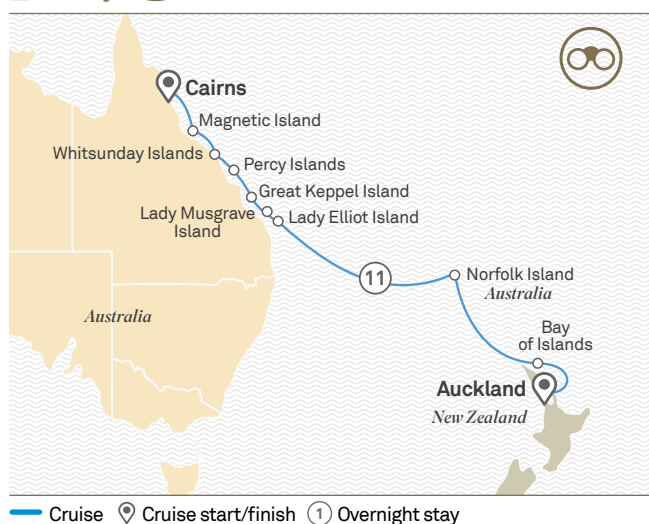 Cairns
Magnetic Island
Whitsunday Islands
Percy Islands
Great Keppel Island
Lady Musgrave
Island
Lady Elliot Island
11
Norfolk Island
Australia
Australia
Bay
of Islands
Auckland
New Zealand
Cruise
Cruise start/finish
1 Overnight stay